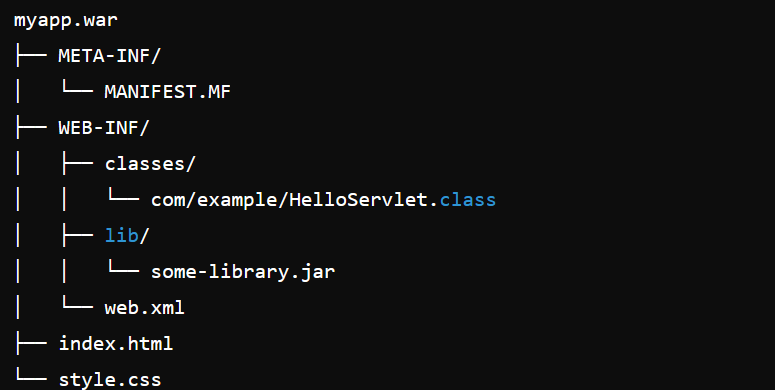 myapp.war
├── META-INF/
│   └── MANIFEST.MF
├── WEB-INF/
│   ├── classes/
│   │   └── com/example/HelloServlet.class
│   ├── lib/
│   │   └── some-library.jar
│   └── web.xml
├── index.html
└── style.css